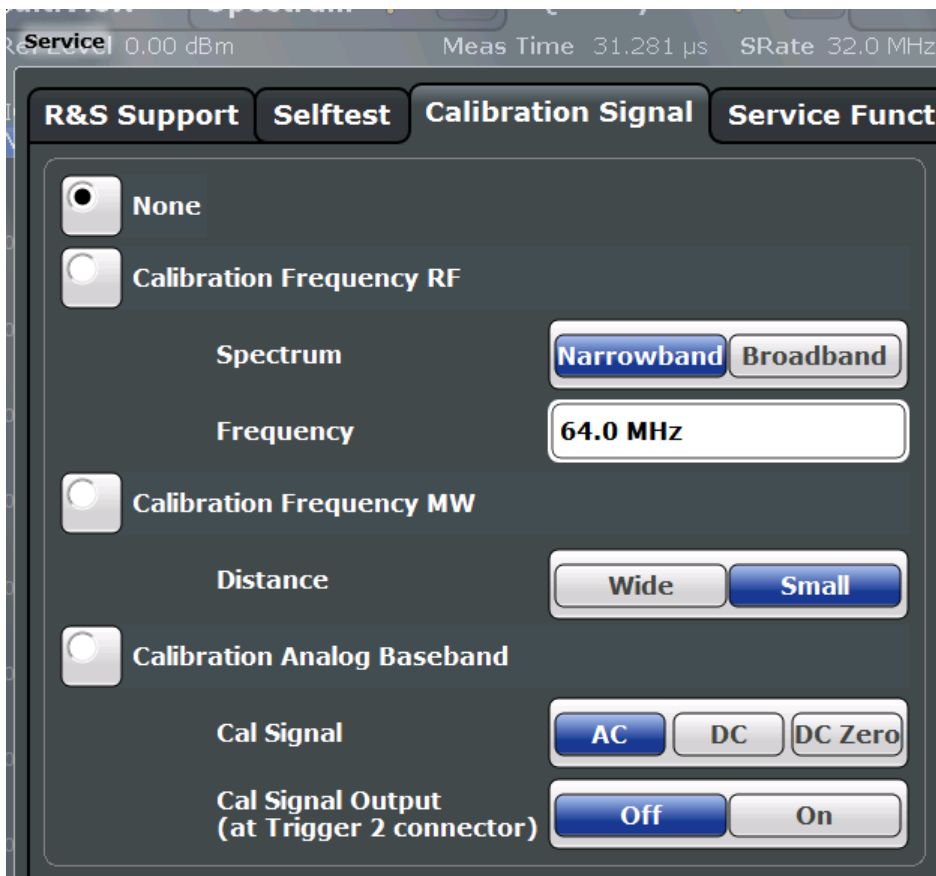 Service
Ref Level 0.00 dBm Meas Time 31.281 µs SRate 32.0 MHz
R&S Support Selftest Calibration Signal Service Funct
None
Calibration Frequency RF
Spectrum Narrowband Broadband
Frequency 64.0 MHz
Calibration Frequency MW
Distance Wide Small
Calibration Analog Baseband
Cal Signal AC DC DC Zero
Cal Signal Output
(at Trigger 2 connector) Off On